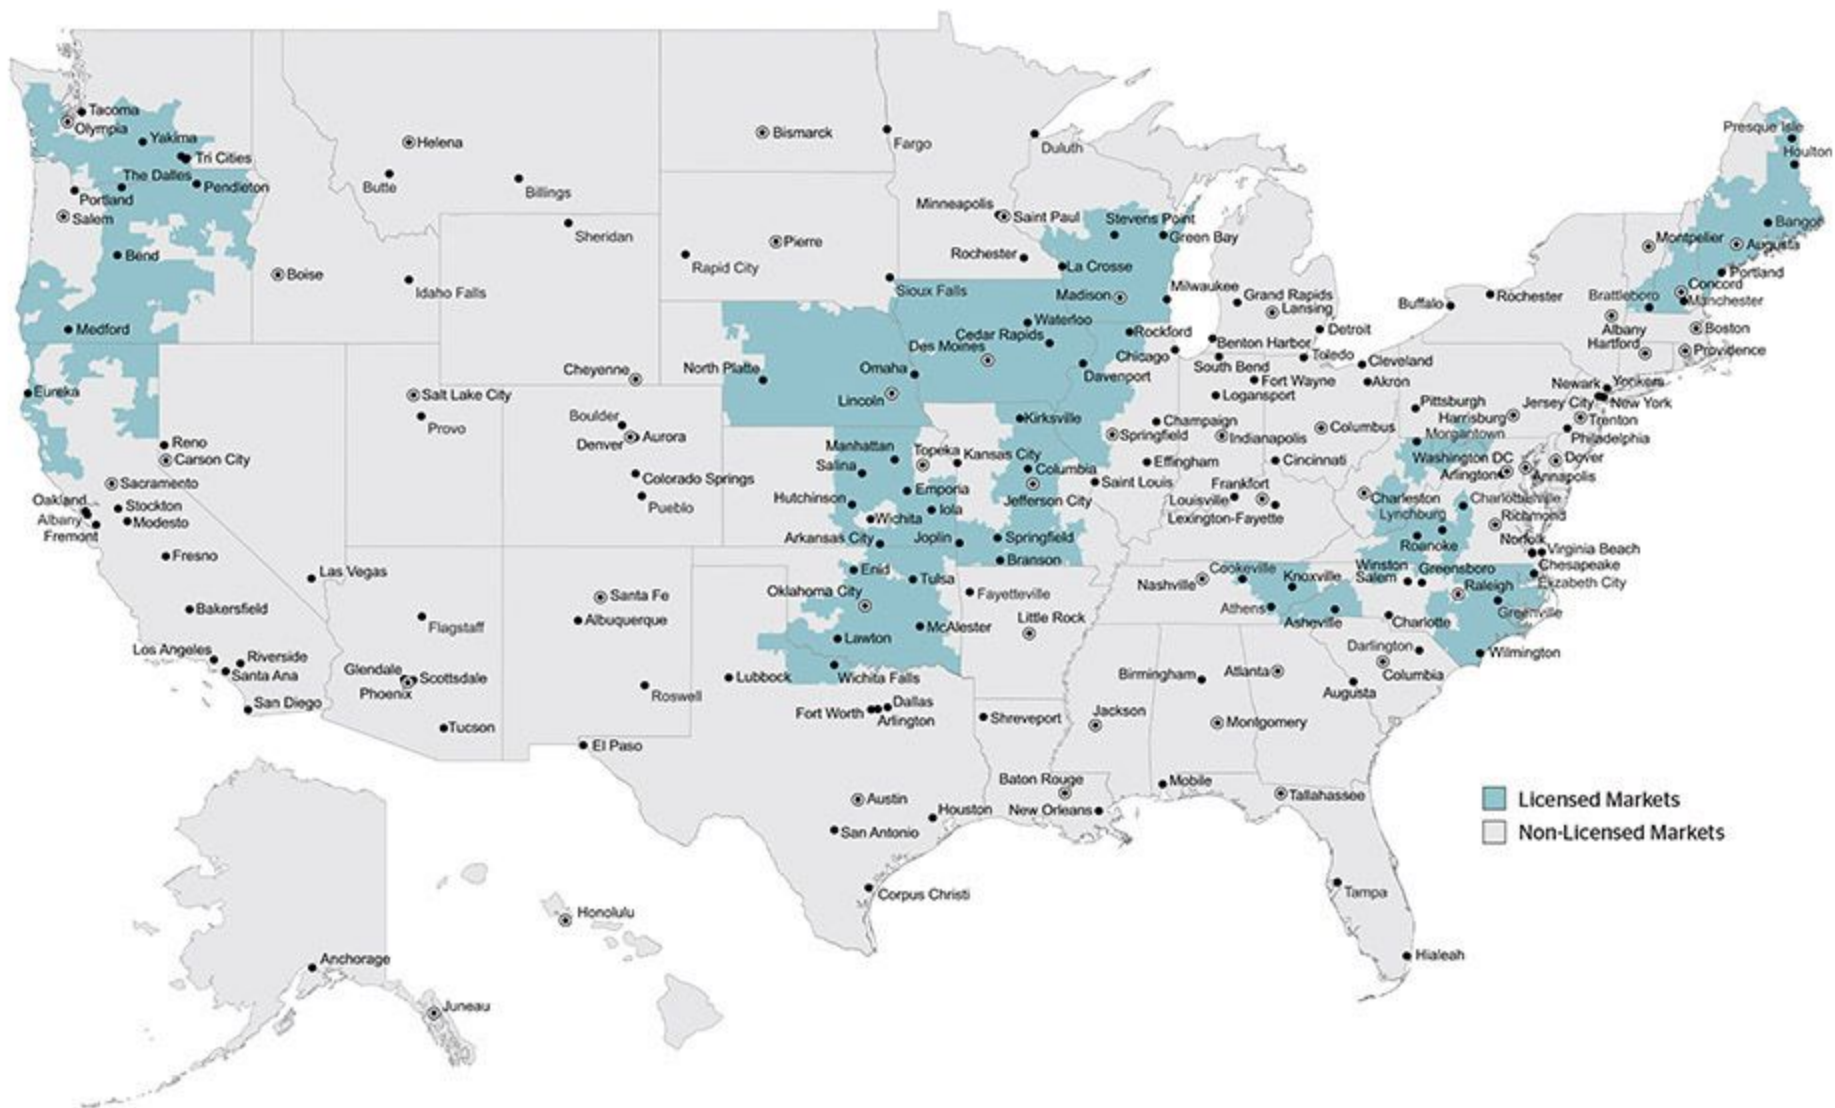 Tacoma
Olympia
Yakima
Tri Cities
The Dalles
Pendleton
Portland
Salem
Bend
Medford
Eureka
Reno
Carson City
Sacramento
Oakland
Stockton
Albany
Modesto
Fremont
Fresno
Las Vegas
Bakersfield
Los Angeles
Riverside
Santa Ana
San Diego
Helena
Butte
Billings
Boise
Idaho Falls
Sheridan
Cheyenne
Salt Lake City
Provo
Boulder
Denver
Aurora
Colorado Springs
Pueblo
Flagstaff
Glendale
Scottsdale
Phoenix
Tucson
Santa Fe
Albuquerque
Roswell
El Paso
Bismarck
Fargo
Pierre
Rapid City
Sioux Falls
North Platte
Omaha
Lincoln
Manhattan
Topeka
Kansas City
Salina
Emporia
Hutchinson
Iola
Wichita
Arkansas City
Joplin
Enid
Tulsa
Oklahoma City
Lawton
McAlester
Wichita Falls
Lubbock
Fort Worth
Dallas
Arlington
Austin
Houston
San Antonio
Corpus Christi
Duluth
Minneapolis
Saint Paul
Rochester
Stevens Point
Green Bay
La Crosse
Madison
Milwaukee
Waterloo
Cedar Rapids
Des Moines
Davenport
Rockford
Chicago
Kirksville
Columbia
Jefferson City
Springfield
Branson
Saint Louis
Springfield
Champaign
Effingham
Fayetteville
Little Rock
Shreveport
Baton Rouge
New Orleans
Jackson
Grand Rapids
Lansing
Detroit
Benton Harbor
South Bend
Toledo
Fort Wayne
Logansport
Indianapolis
Cleveland
Akron
Columbus
Cincinnati
Frankfort
Louisville
Lexington-Fayette
Nashville
Cookeville
Knoxville
Athens
Asheville
Birmingham
Montgomery
Mobile
Atlanta
Augusta
Tallahassee
Tampa
Hialeah
Darlington
Columbia
Charlotte
Winston
Salem
Greensboro
Raleigh
Greenville
Wilmington
Elizabeth City
Chesapeake
Virginia Beach
Norfolk
Richmond
Roanoke
Lynchburg
Charlottesville
Charleston
Morgantown
Washington DC
Arlington
Annapolis
Dover
Philadelphia
Trenton
Harrisburg
Pittsburgh
Jersey City
New York
Newark
Yonkers
Buffalo
Rochester
Albany
Hartford
Providence
Boston
Brattleboro
Manchester
Concord
Portland
Montpelier
Augusta
Bangor
Houlton
Presque Isle
Anchorage
Juneau
Honolulu
Licensed Markets
Non-Licensed Markets